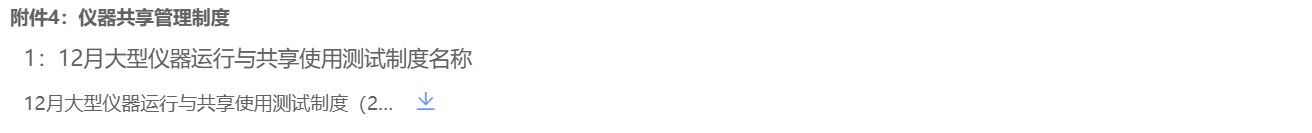 附件4：仪器共享管理制度
1：12月大型仪器运行与共享使用测试制度名称
12月大型仪器运行与共享使用测试制度（2...